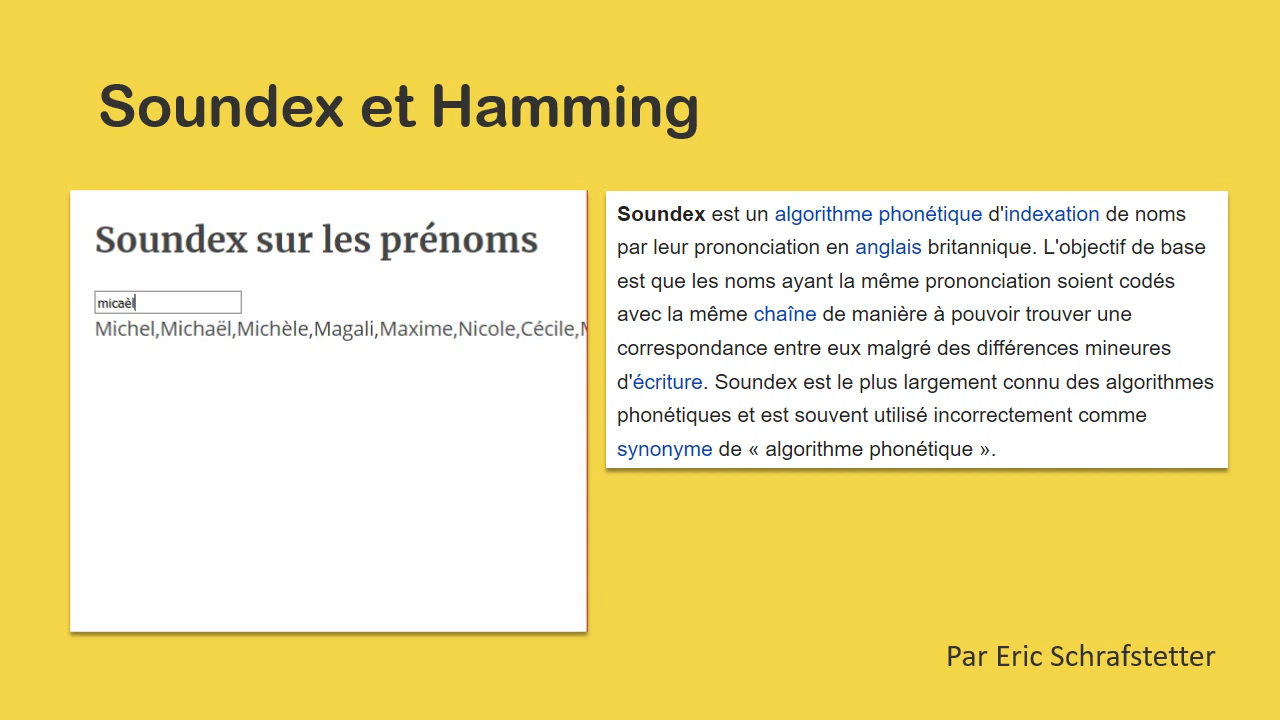 Soundex et Hamming
Soundex sur les prénoms
micaèl
Michel,Michaël,Michèle,Magali,Maxime,Nicole,Cécile,
Soundex est un algorithme phonétique d'indexation de noms
par leur prononciation en anglais britannique. L'objectif de base
est que les noms ayant la même prononciation soient codés
avec la même chaîne de manière à pouvoir trouver une
correspondance entre eux malgré des différences mineures
d'écriture. Soundex est le plus largement connu des algorithmes
phonétiques et est souvent utilisé incorrectement comme
synonyme de « algorithme phonétique ».
Par Eric Schrafstetter